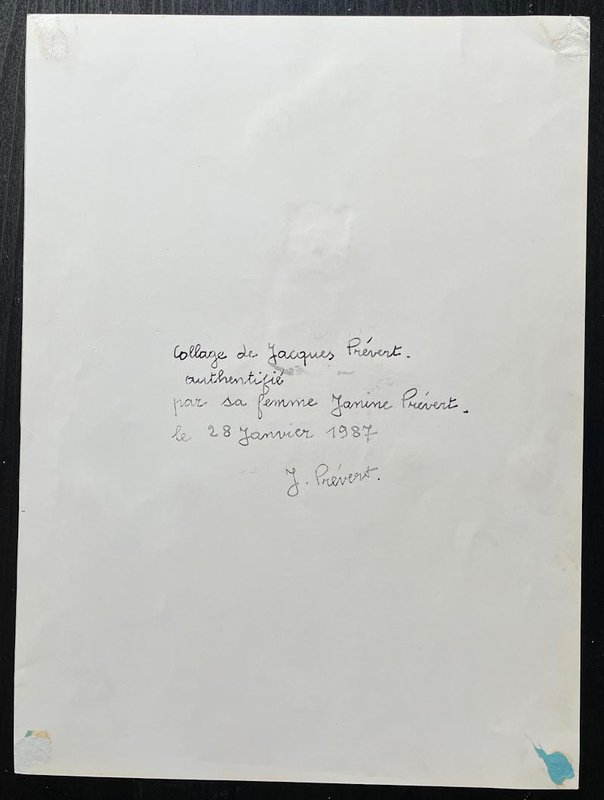 Collage de Jacques Prévert.
authentifié
par sa femme Janine Prévert.
le 28 Janvier 1987
J. Prévert.